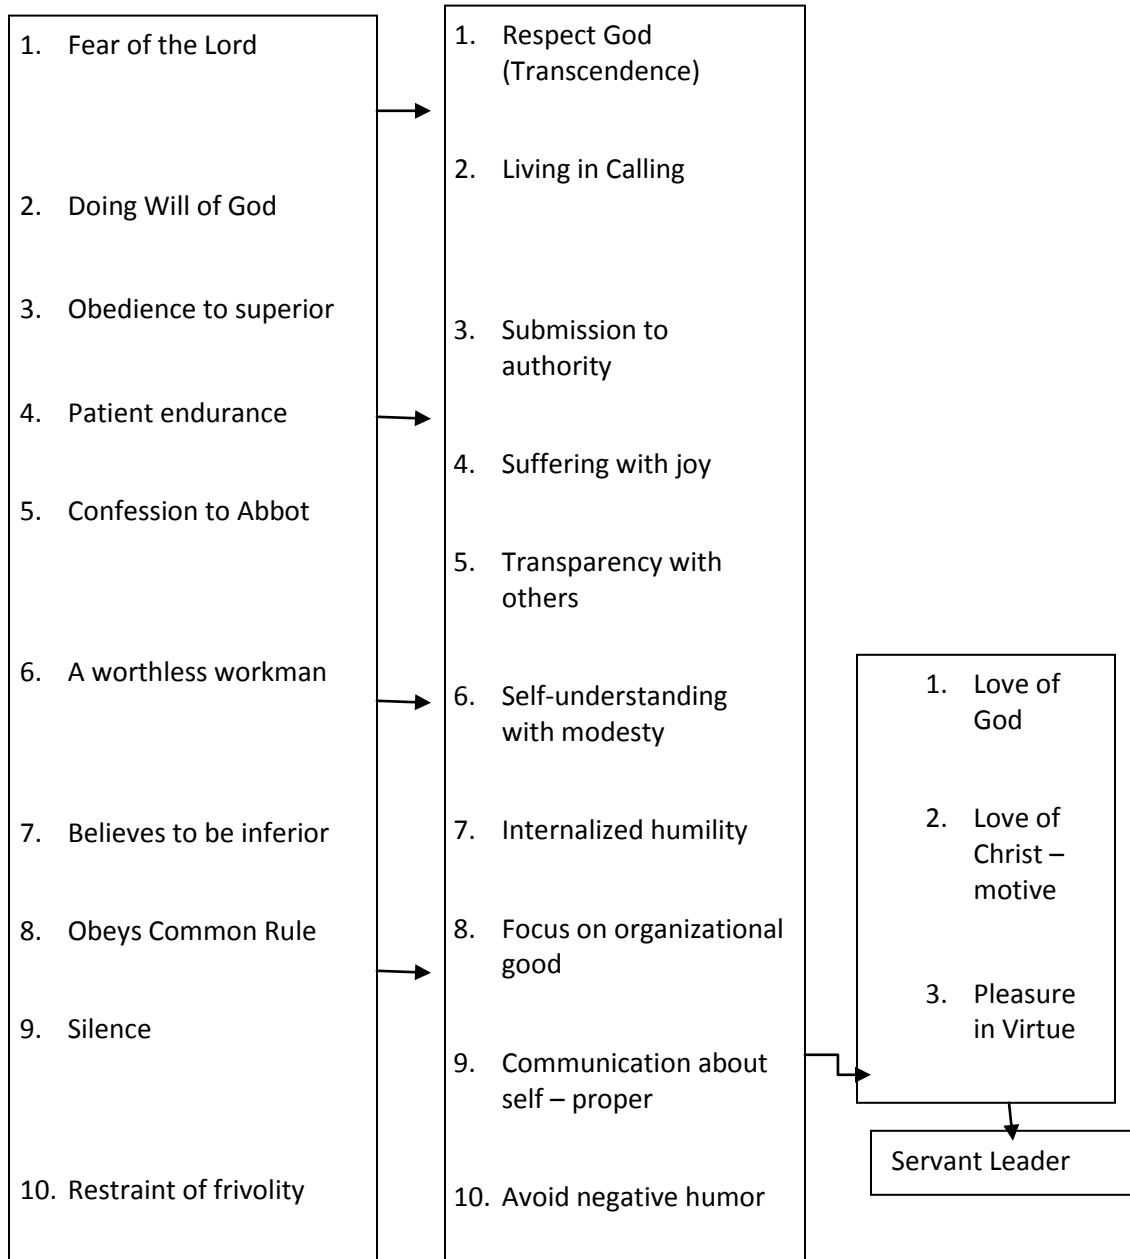 1. Fear of the Lord
2. Doing Will of God
3. Obedience to superior
4. Patient endurance
5. Confession to Abbot
6. A worthless workman
7. Believes to be inferior
8. Obeys Common Rule
9. Silence
10. Restraint of frivolity
1. Respect God
(Transcendence)
2. Living in Calling
3. Submission to
authority
4. Suffering with joy
5. Transparency with
others
6. Self-understanding
with modesty
7. Internalized humility
8. Focus on organizational
good
9. Communication about
self – proper
10. Avoid negative humor
1. Love of
God
2. Love of
Christ –
motive
3. Pleasure
in Virtue
Servant Leader